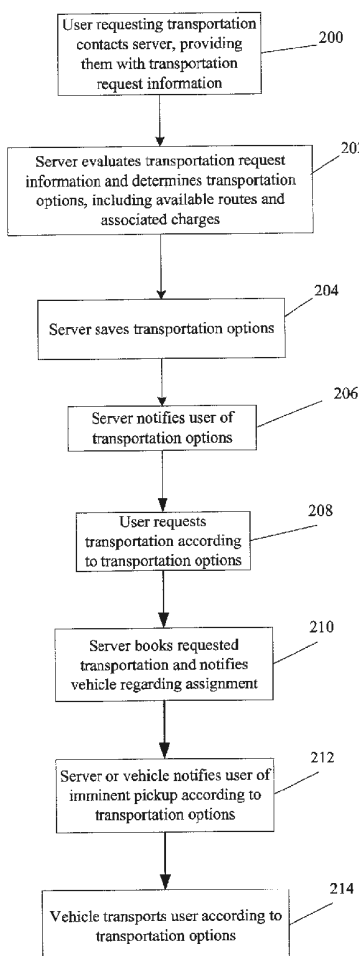 User requesting transportation
contacts server, providing
them with transportation
request information
200
Server evaluates transportation request
information and determines transportation
options, including available routes and
associated charges
204
Server saves transportation options
206
Server notifies user of
transportation options
208
User requests
transportation according
to transportation options
210
Server books requested
transportation and notifies
vehicle regarding assignment
212
Server or vehicle notifies user of
imminent pickup according to
transportation options
214
Vehicle transports user according to
transportation options